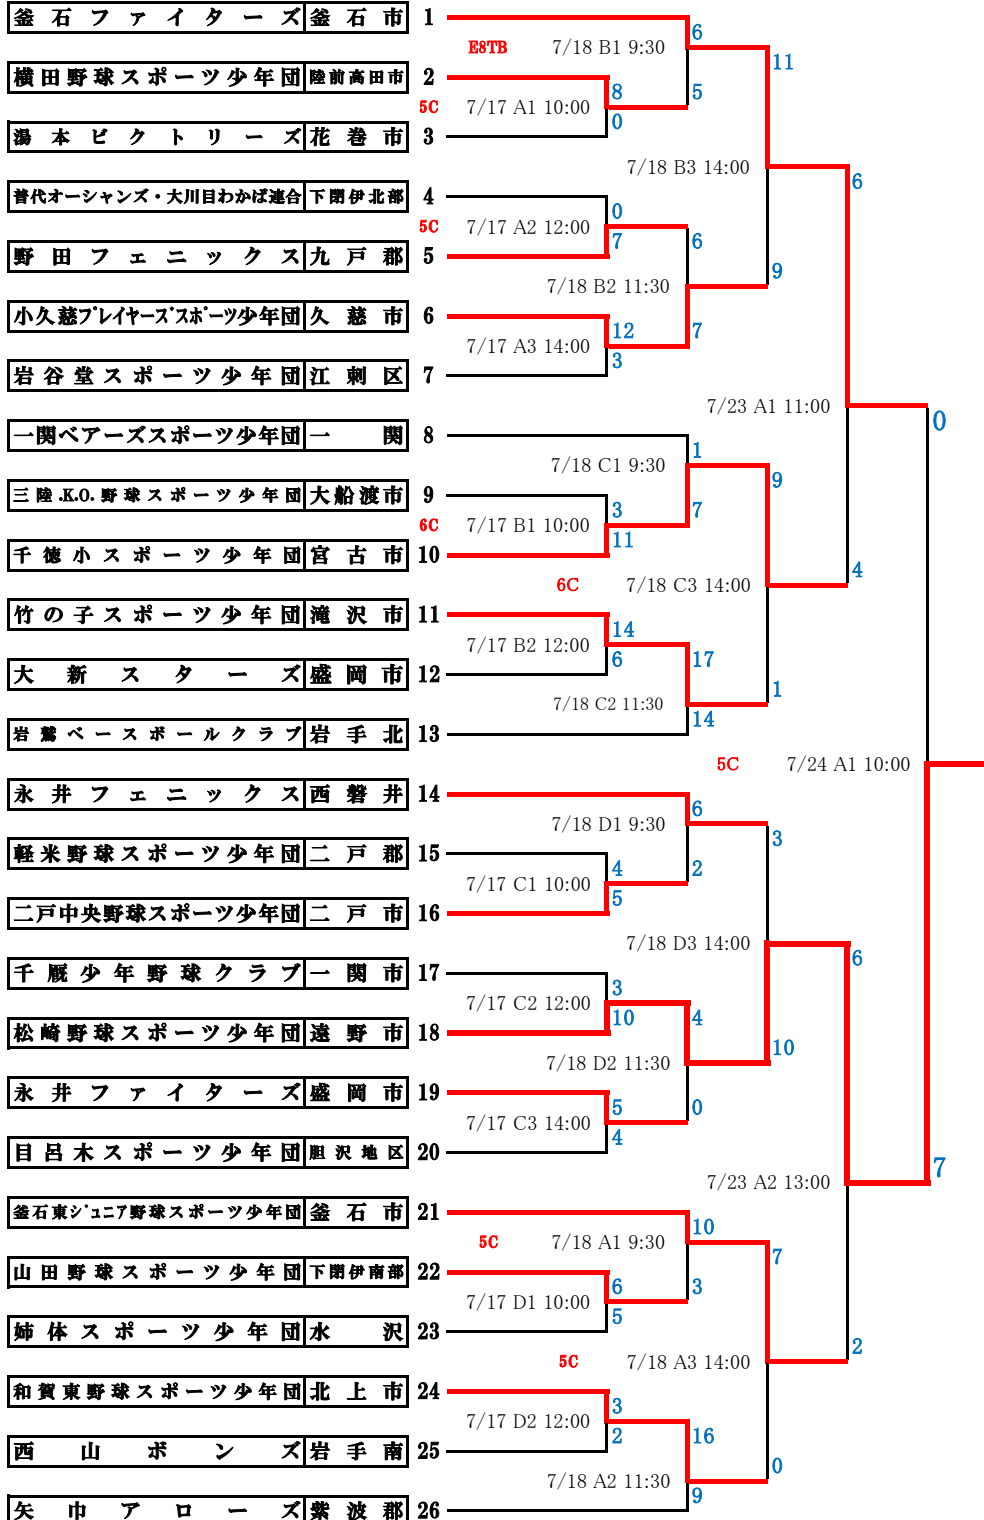 釜石ファイターズ 釜石市 1
6
E8TB 7/18 B1 9:30
11
横田野球スポーツ少年団 陸前高田市 2
8 5
5C 7/17 A1 10:00
0
湯本ビクトリーズ 花巻市 3
7/18 B3 14:00
6
普代オーシャンズ・大川目わかば連合 下閉伊北部 4
0
5C 7/17 A2 12:00
7 6
野田フェニックス 九戸郡 5
9
7/18 B2 11:30
小久慈プレイヤーズスポーツ少年団 久慈市 6
12 7
7/17 A3 14:00
3
岩谷堂スポーツ少年団 江刺区 7
7/23 A1 11:00
0
一関ベアーズスポーツ少年団 一関 8
1
7/18 C1 9:30
9
三陸.K.O.野球スポーツ少年団 大船渡市 9
3 7
6C 7/17 B1 10:00
11
千徳小スポーツ少年団 宮古市 10
4
6C 7/18 C3 14:00
竹の子スポーツ少年団 滝沢市 11
14
7/17 B2 12:00
6 17
大新スターズ 盛岡市 12
1
7/18 C2 11:30
14
岩鷲ベースボールクラブ 岩手北 13
5C 7/24 A1 10:00
永井フェニックス 西磐井 14
6
7/18 D1 9:30
3
軽米野球スポーツ少年団 二戸郡 15
4 2
7/17 C1 10:00
5
二戸中央野球スポーツ少年団 二戸市 16
7/18 D3 14:00
6
千厩少年野球クラブ 一関市 17
3
7/17 C2 12:00
10 4
松崎野球スポーツ少年団 遠野市 18
10
7/18 D2 11:30
永井ファイターズ 盛岡市 19
5 0
7/17 C3 14:00
4
目呂木スポーツ少年団 胆沢地区 20
7
7/23 A2 13:00
釜石東ジュニア野球スポーツ少年団 釜石市 21
10
5C 7/18 A1 9:30
7
山田野球スポーツ少年団 下閉伊南部 22
6 3
7/17 D1 10:00
5
姉体スポーツ少年団 水沢 23
2
5C 7/18 A3 14:00
和賀東野球スポーツ少年団 北上市 24
3
7/17 D2 12:00
2 16
西山ボンズ 岩手南 25
0
7/18 A2 11:30
9
矢巾アローズ 紫波郡 26